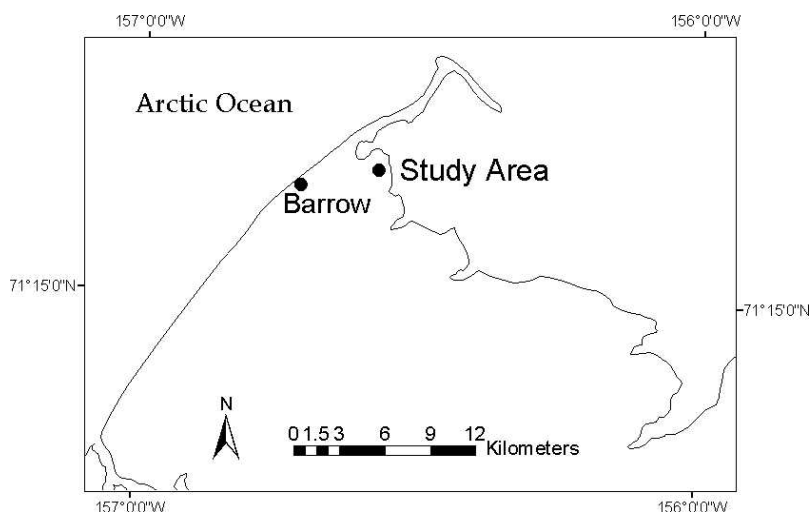 157°0'0"W
156°0'0"W
Arctic Ocean
Study Area
Barrow
71°15'0"N
71°15'0"N
N
0 1.5 3 6 9 12
Kilometers
157°0'0"W
156°0'0"W